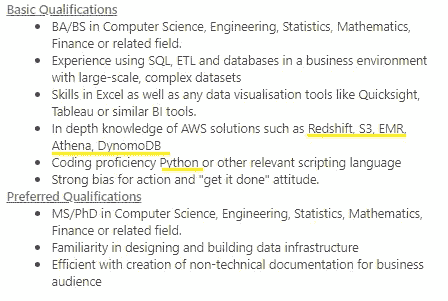 Basic Qualifications
• BA/BS in Computer Science, Engineering, Statistics, Mathematics,
Finance or related field.
• Experience using SQL, ETL and databases in a business environment
with large-scale, complex datasets
• Skills in Excel as well as any data visualisation tools like Quicksight,
Tableau or similar BI tools.
• In depth knowledge of AWS solutions such as Redshift, S3, EMR,
Athena, DynomoDB
• Coding proficiency Python or other relevant scripting language
• Strong bias for action and "get it done" attitude.
Preferred Qualifications
• MS/PhD in Computer Science, Engineering, Statistics, Mathematics,
Finance or related field.
• Familiarity in designing and building data infrastructure
• Efficient with creation of non-technical documentation for business
audience